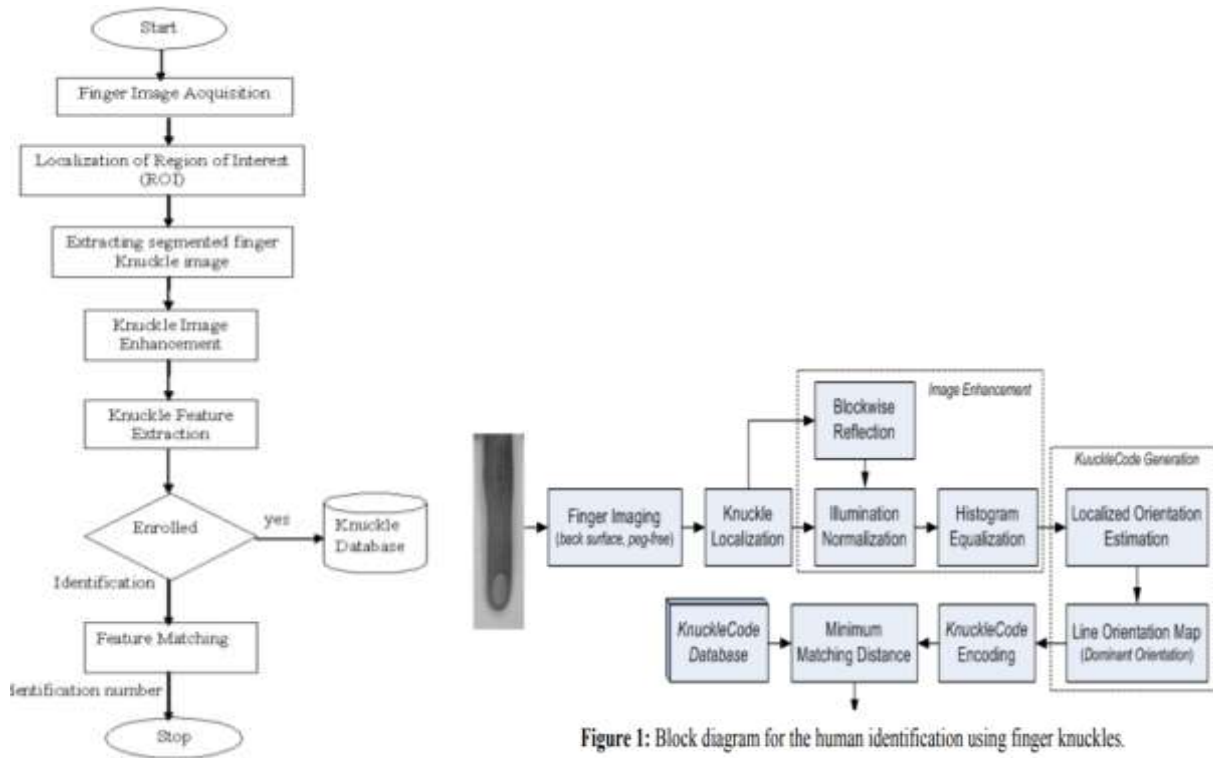 Start
Finger Image Acquisition
Localization of Region of Interest
(ROI)
Extracting segmented finger
Knuckle image
Knuckle Image
Enhancement
Knuckle Feature
Extraction
Enrolled
yes
Knuckle
Database
Identification
Feature Matching
dentification number
Stop
Image Enhancement
Blockwise
Reflection
KuuckleCode Generation
Finger Imaging
(back surface, peg-free)
Knuckle
Localization
Illumination
Normalization
Histogram
Equalization
Localized Orientation
Estimation
KnuckleCode
Database
Minimum
Matching Distance
KnuckleCode
Encoding
Line Orientation Map
(Dominant Orientation)
Figure 1: Block diagram for the human identification using finger knuckles.